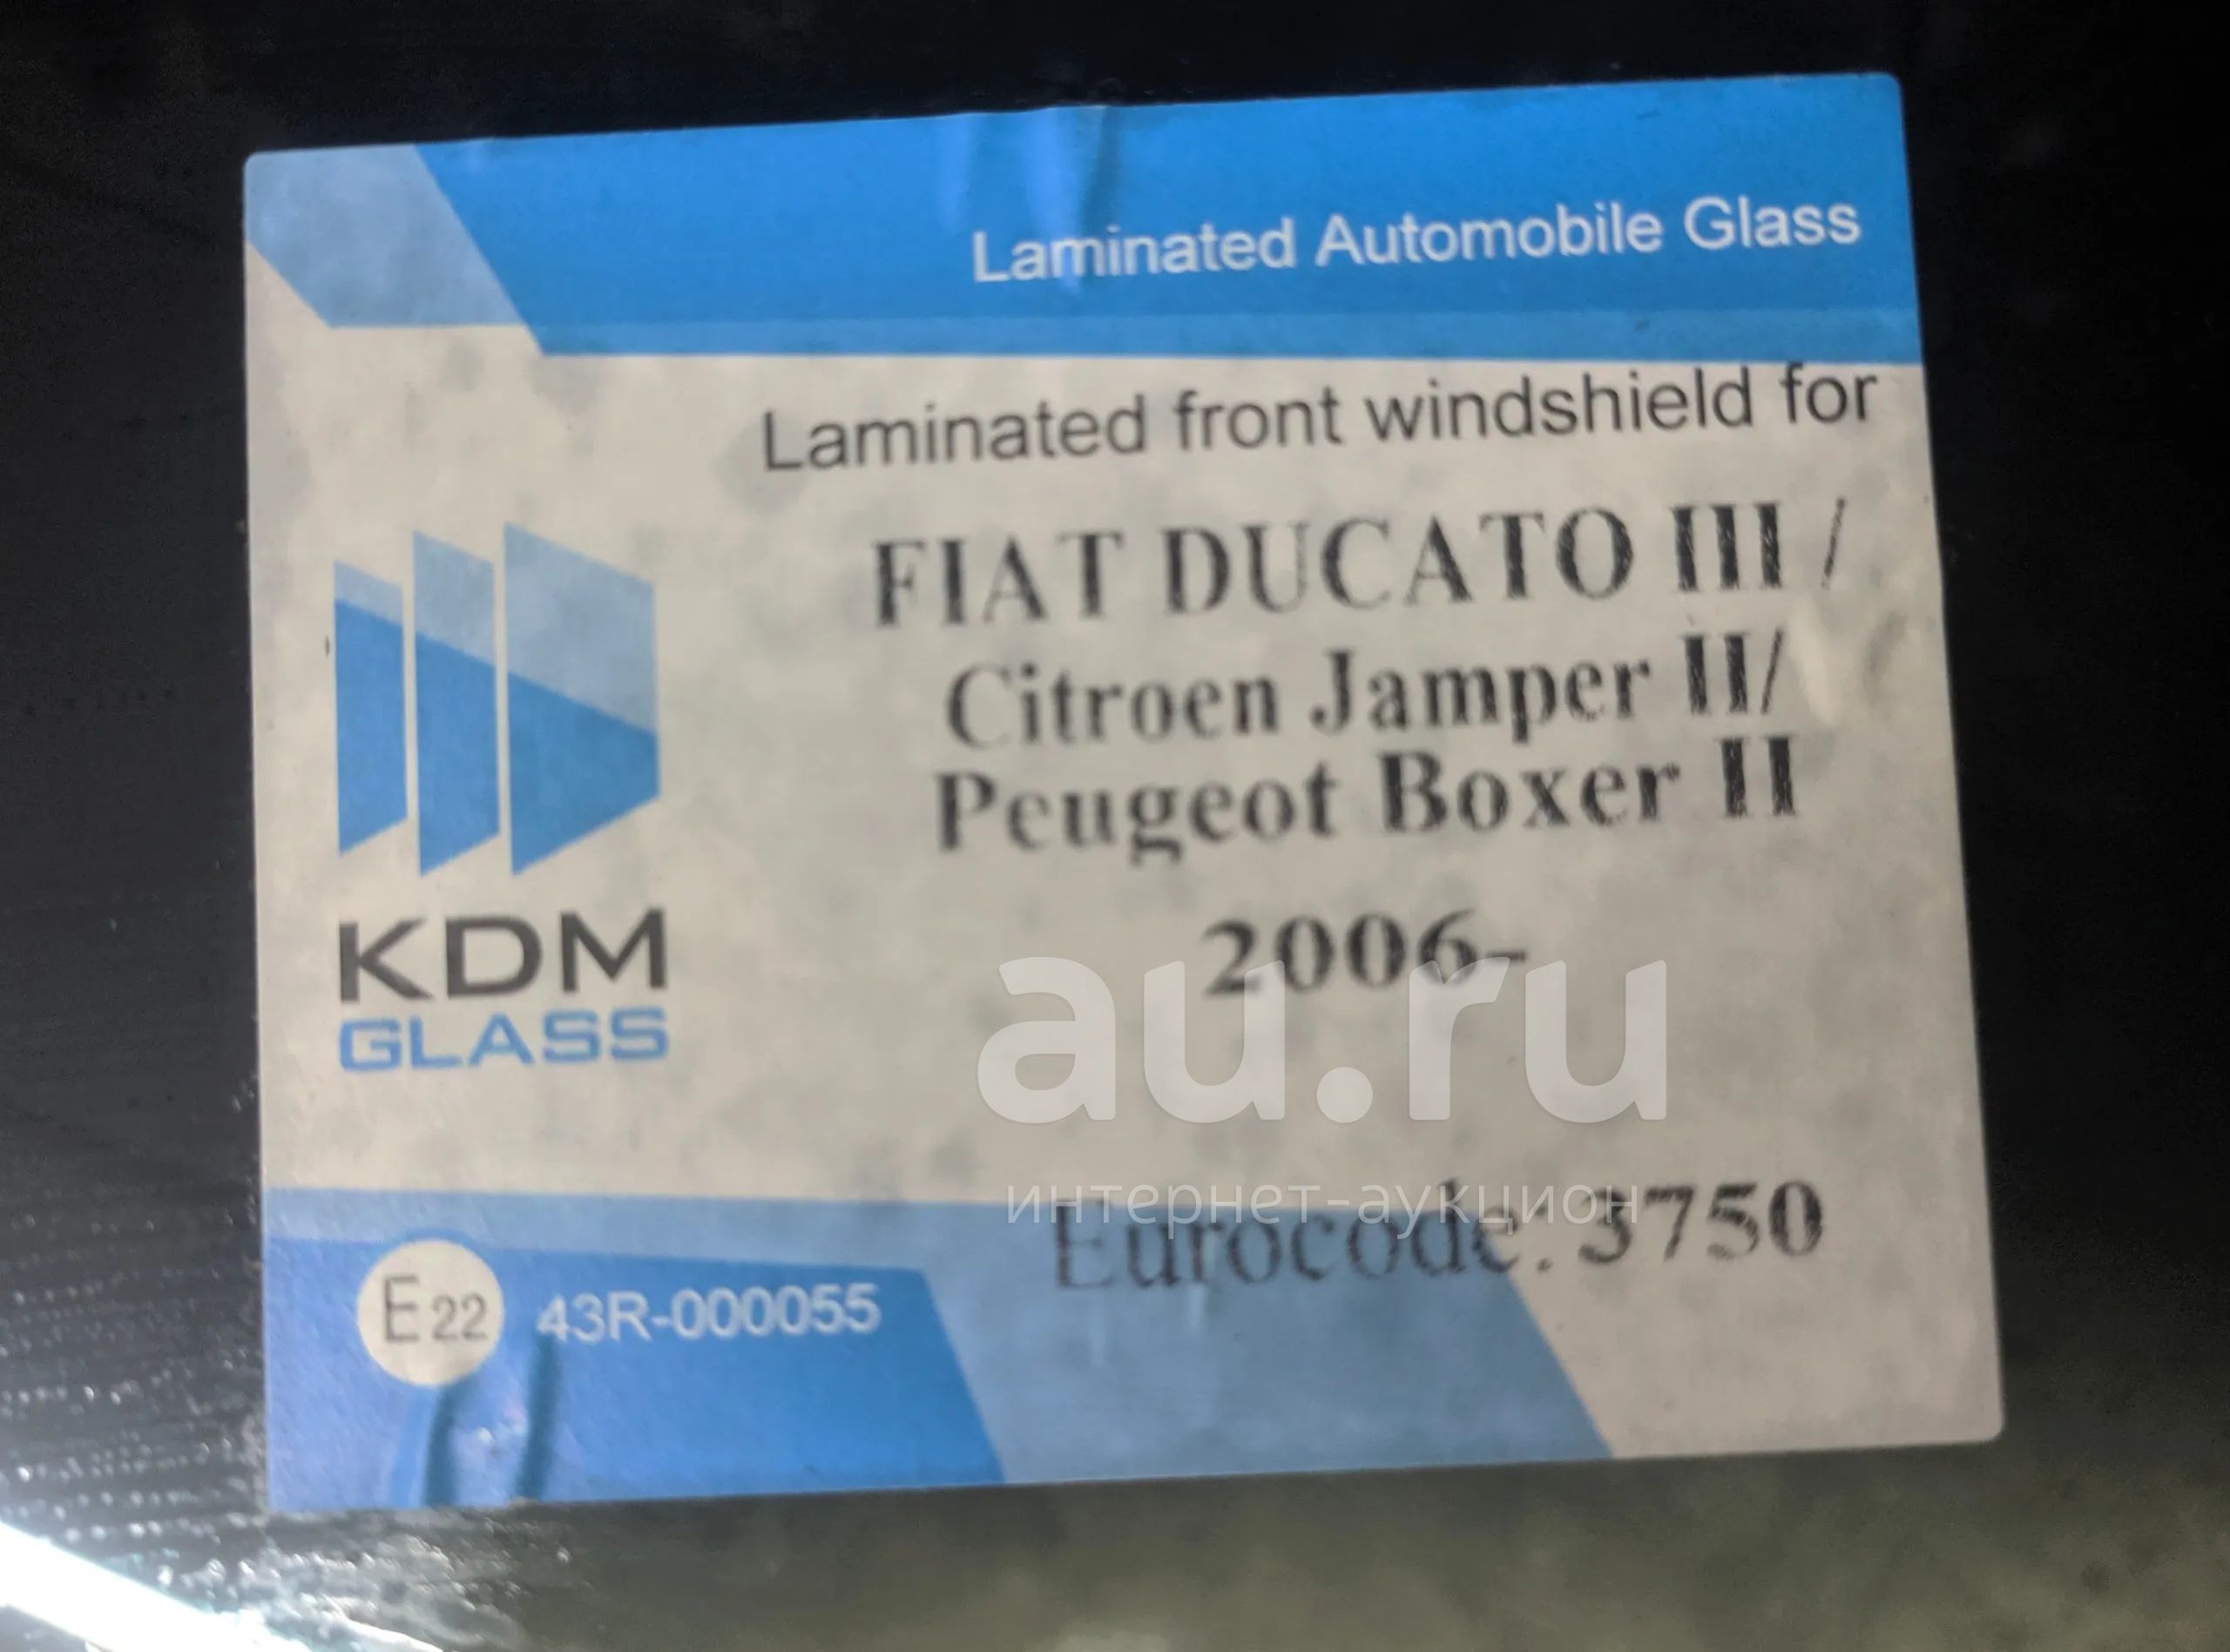 Laminated Automobile Glass
Laminated front windshield for
FIAT DUCATO III /
Citroen Jamper II/
Peugeot Boxer II
2006-
KDM
GLASS
au.ru
интернет-аукцион
Eurocode: 3750
E22 43R-000055